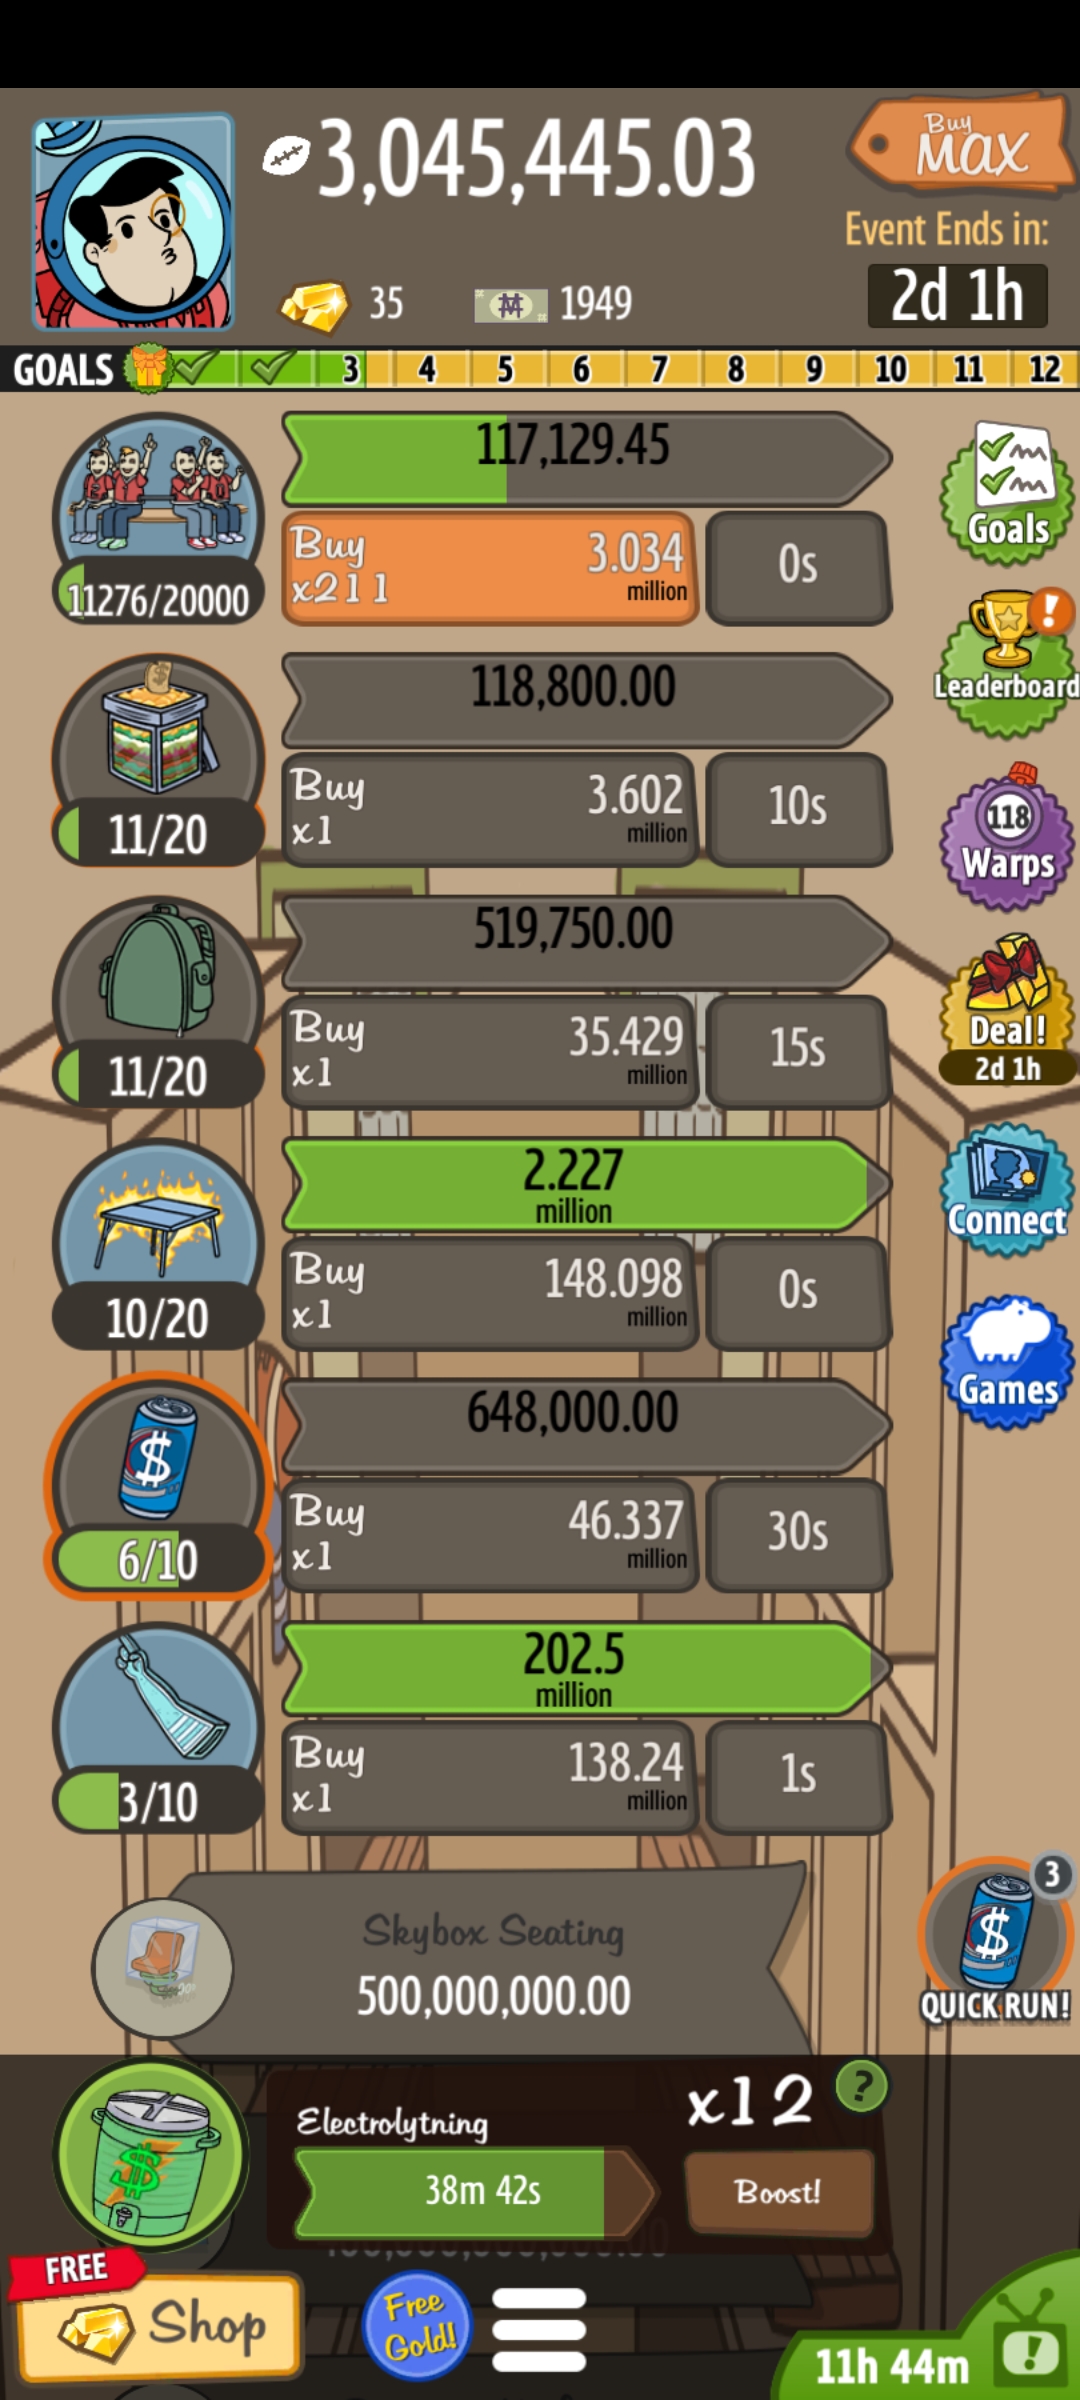 3,045,445.03
Buy
MAX
Event Ends in:
2d 1h
35
1949
GOALS 3 4 5 6 7 8 9 10 11 12
117,129.45
11276/20000
Buy
x211
3.034
million
0s
Goals
118,800.00
11/20
Buy
x1
3.602
million
10s
Leaderboard
519,750.00
11/20
Buy
x1
35.429
million
15s
118
Warps
Deal!
2d 1h
2.227
million
10/20
Buy
x1
148.098
million
0s
Connect
648,000.00
6/10
Buy
x1
46.337
million
30s
Games
202.5
million
3/10
Buy
x1
138.24
million
1s
Skybox Seating
500,000,000.00
3
QUICK RUN!
Electrolytning
38m 42s
x12
?
Boost!
FREE
Shop
Free
Gold!
11h 44m